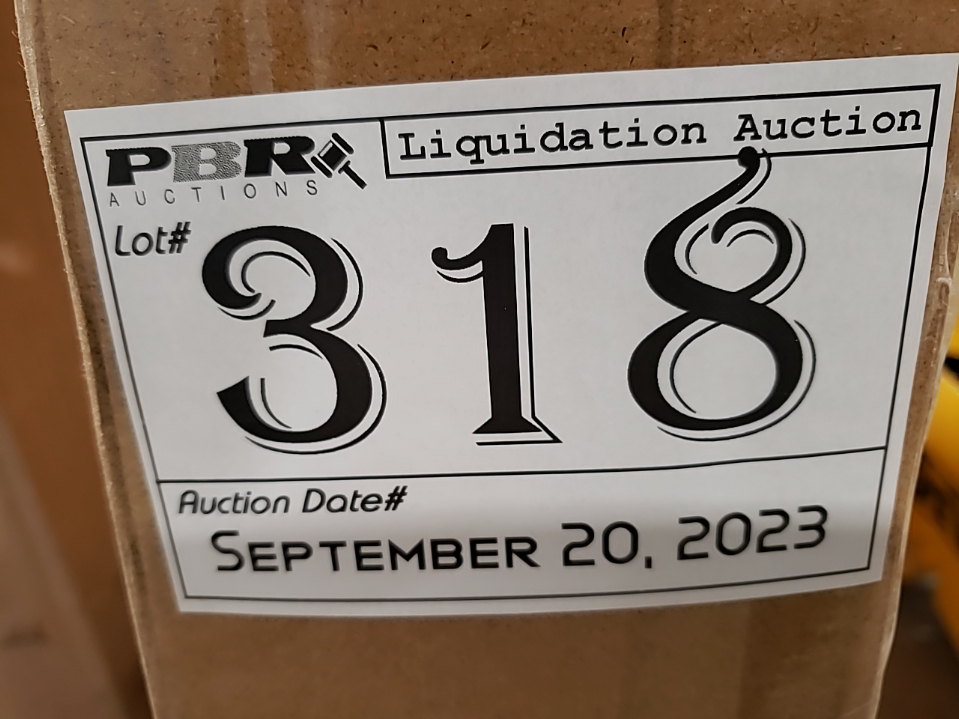 PBR
AUCTIONS
Liquidation Auction
Lot#
318
Auction Date#
September 20, 2023